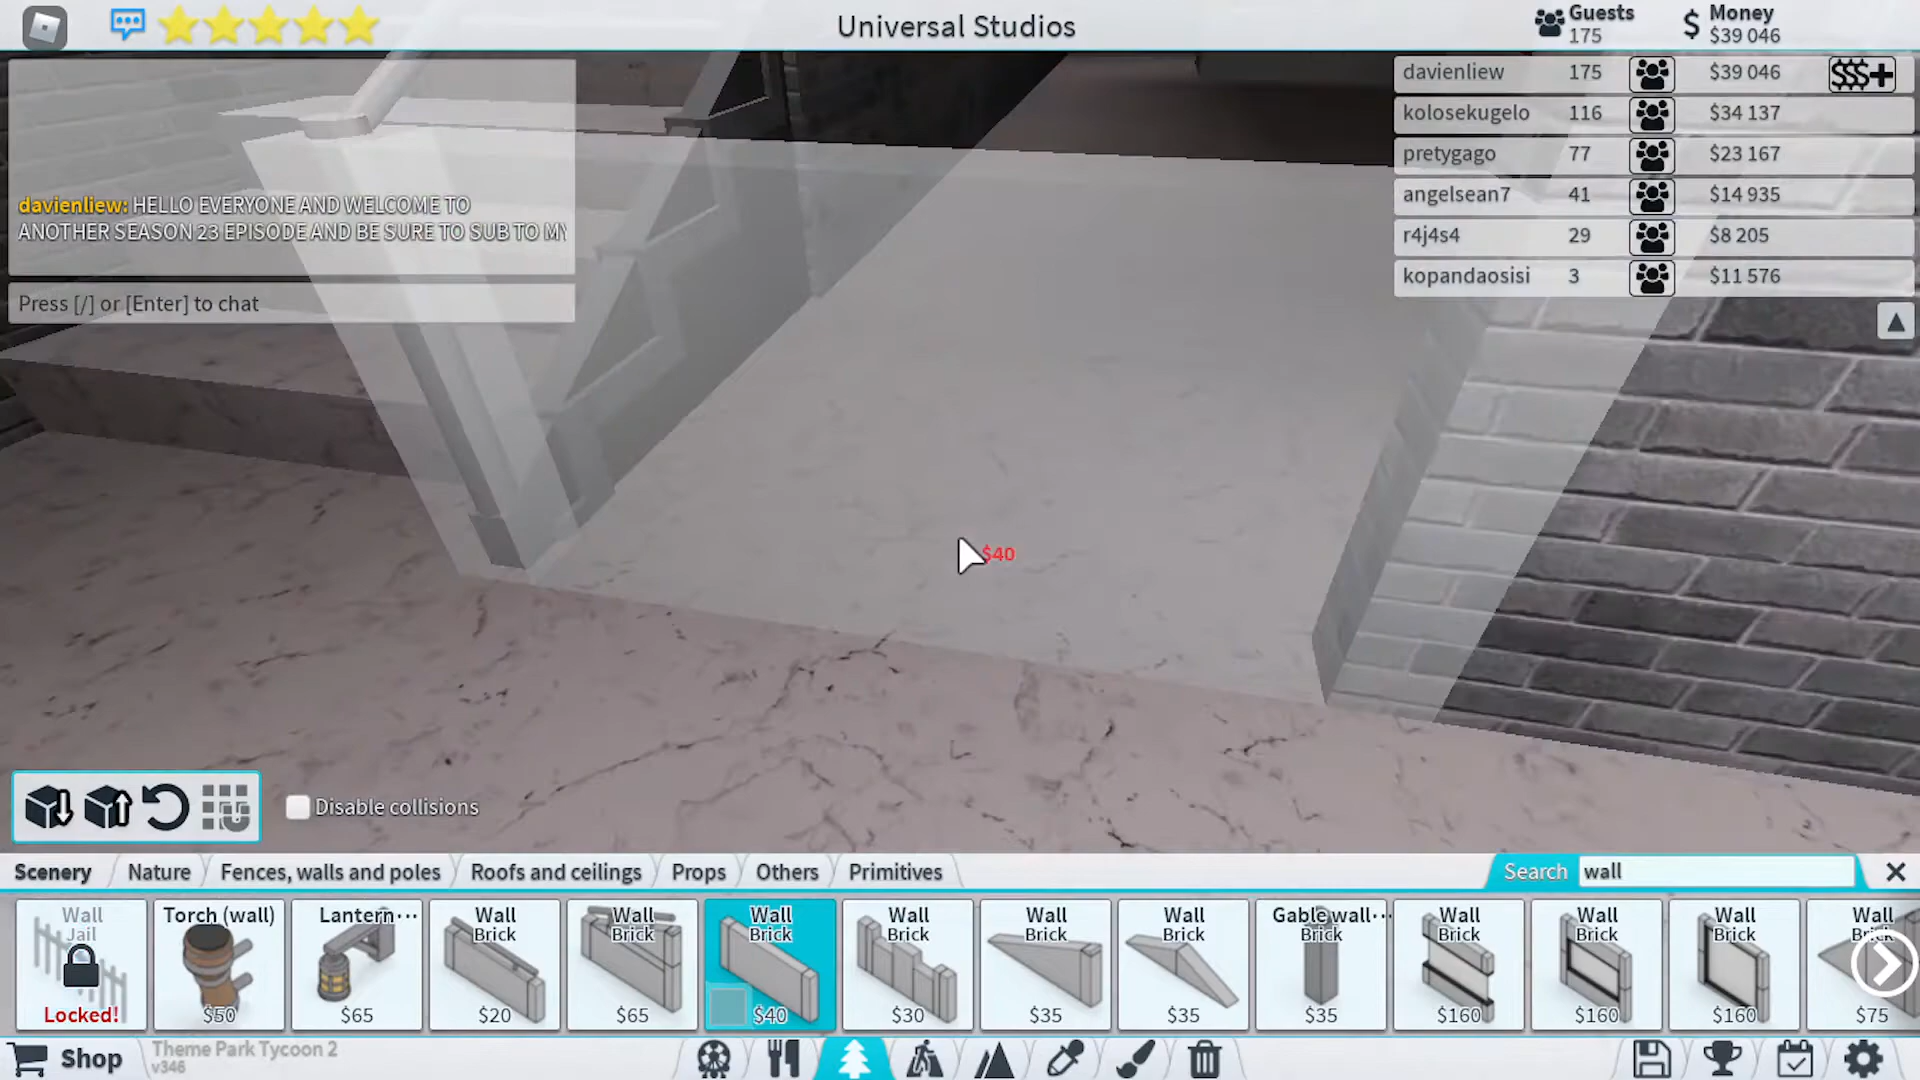 Universal Studios
Guests
175
Money
$39 046
davienliew 175 $39 046 $$$+
kolosekugelo 116 $34 137
pretygago 77 $23 167
angelsean7 41 $14 935
r4j4s4 29 $8 205
kopandaosisi 3 $11 576
davienliew: HELLO EVERYONE AND WELCOME TO
ANOTHER SEASON 23 EPISODE AND BE SURE TO SUB TO MY
Press [/] or [Enter] to chat
$40
Disable collisions
Scenery Nature Fences, walls and poles Roofs and ceilings Props Others Primitives Search wall
Wall Jail Locked!
Torch (wall) $50
Lantern... $65
Wall Brick $20
Wall Brick $65
Wall Brick $40
Wall Brick $30
Wall Brick $35
Wall Brick $35
Gable wall... Brick $35
Wall Brick $160
Wall Brick $160
Wall Brick $160
Wall Brick $75
Shop
Theme Park Tycoon 2
v346